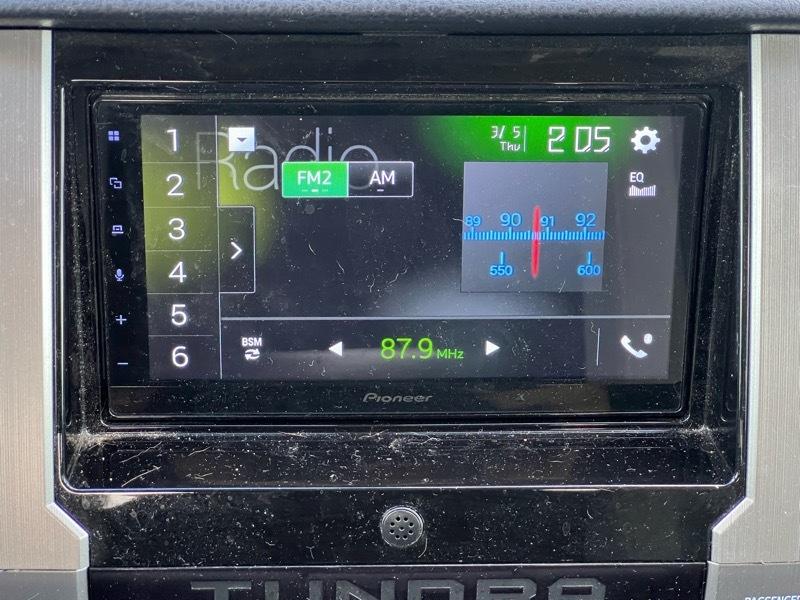 1
2
3
4
5
6
Radio
FM2 AM
3/ 5
Thu
2:05
EQ
89 90 91 92
550 600
BSM
87.9 MHz
Pioneer
TUNDRA
PASSENGER